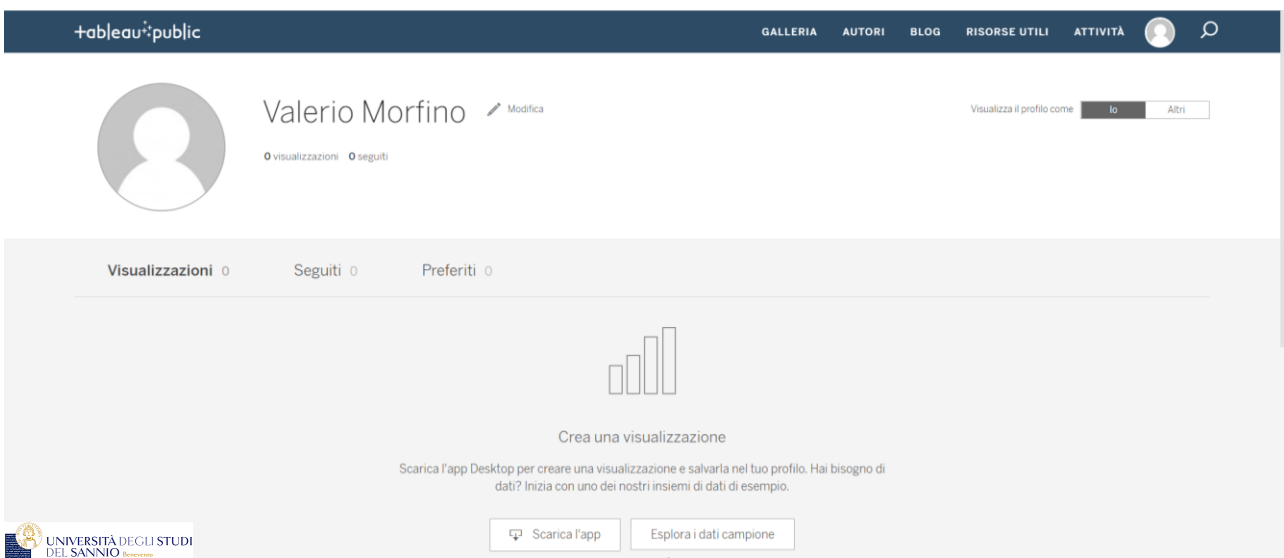 +ableau public
GALLERIA AUTORI BLOG RISORSE UTILI ATTIVITÀ
Valerio Morfino Modifica
Visualizza il profilo come Io Altri
0 visualizzazioni 0 seguiti
Visualizzazioni 0 Seguiti 0 Preferiti 0
Crea una visualizzazione
Scarica l'app Desktop per creare una visualizzazione e salvarla nel tuo profilo. Hai bisogno di
dati? Inizia con uno dei nostri insiemi di dati di esempio.
Scarica l'app Esplora i dati campione
UNIVERSITÀ DEGLI STUDI
DEL SANNIO Benevento